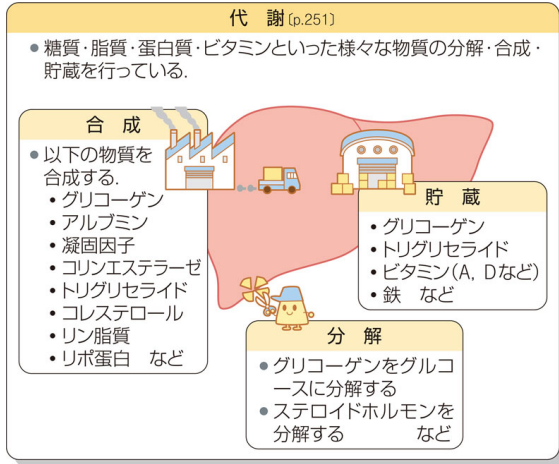 代 謝〔p.251〕
● 糖質・脂質・蛋白質・ビタミンといった様々な物質の分解・合成・
貯蔵を行っている.
合 成
● 以下の物質を
合成する.
• グリコーゲン
• アルブミン
• 凝固因子
• コリンエステラーゼ
• トリグリセライド
• コレステロール
• リン脂質
• リポ蛋白 など
貯 蔵
• グリコーゲン
• トリグリセライド
• ビタミン(A, Dなど)
• 鉄 など
分 解
● グリコーゲンをグルコ
ースに分解する
● ステロイドホルモンを
分解する など